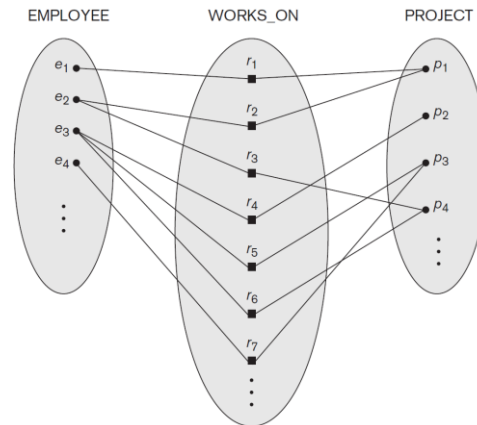 EMPLOYEE
WORKS_ON
PROJECT
e1
e2
e3
e4
r1
r2
r3
r4
r5
r6
r7
p1
p2
p3
p4